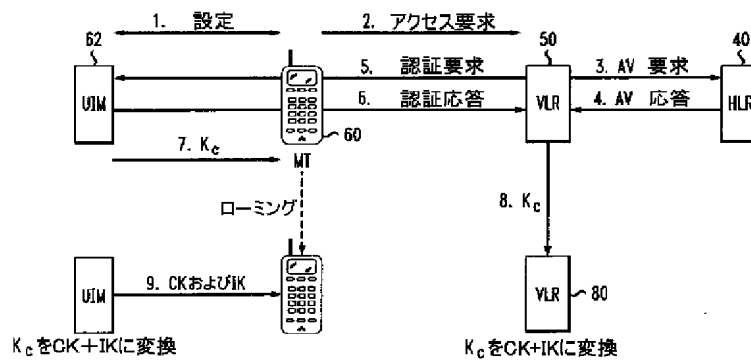 1. 設定
2. アクセス要求
62
50
40
5. 認証要求
3. AV 要求
UIM
VLR
HLR
6. 認証応答
4. AV 応答
60
7. Kc
MT
ローミング
8. Kc
UIM
9. CKおよびIK
VLR
80
KcをCK+IKに変換
KcをCK+IKに変換